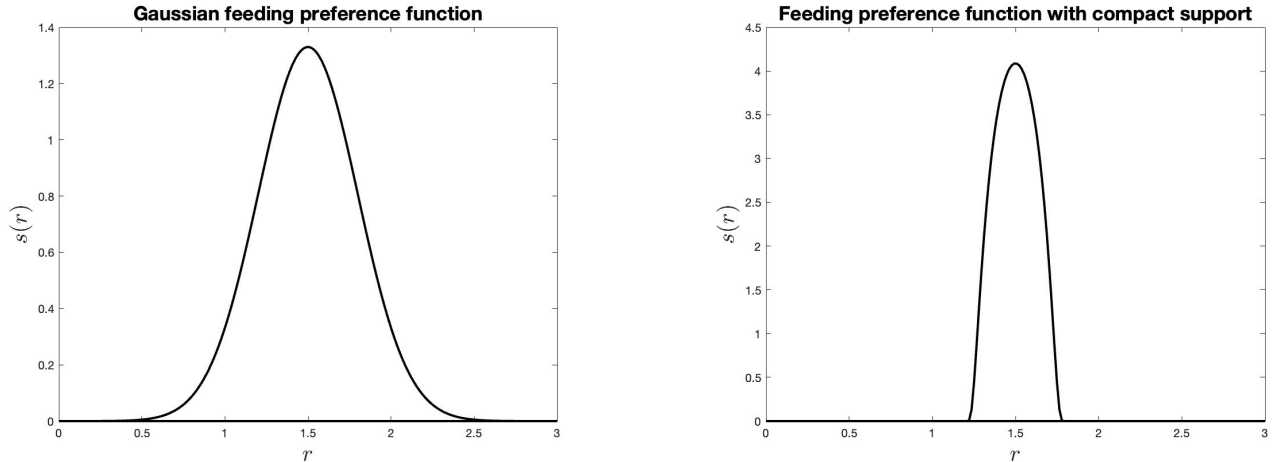 Gaussian feeding preference function
1.4
1.2
1
0.8
0.6
0.4
0.2
0
s(r)
0 0.5 1 1.5 2 2.5 3
r
Feeding preference function with compact support
4.5
4
3.5
3
2.5
2
1.5
1
0.5
0
s(r)
0 0.5 1 1.5 2 2.5 3
r